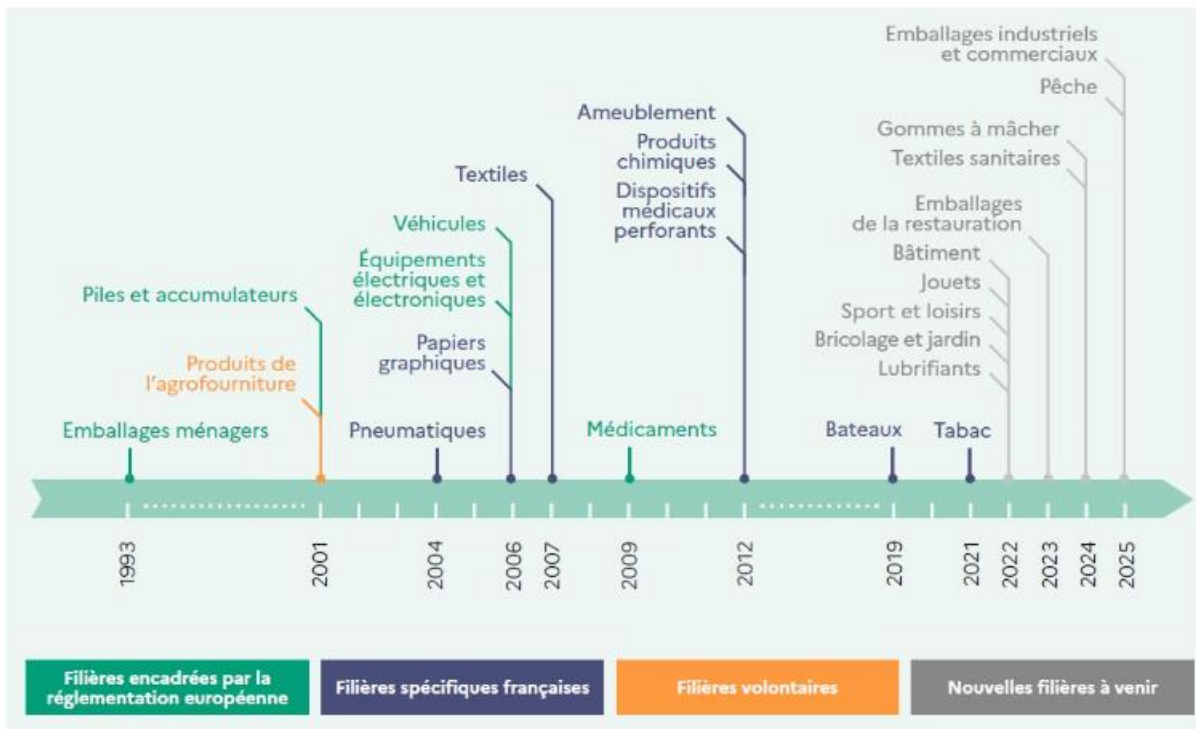 Emballages industriels
et commerciaux
Pêche
Ameublement
Gommes à mâcher
Produits
chimiques
Textiles sanitaires
Textiles
Dispositifs
médicaux
perforants
Emballages
de la restauration
Véhicules
Bâtiment
Équipements
électriques et
électroniques
Jouets
Piles et accumulateurs
Sport et loisirs
Papiers
graphiques
Bricolage et jardin
Produits de
l'agrofourniture
Lubrifiants
Emballages ménagers
Pneumatiques
Médicaments
Bateaux
Tabac
1993
2001
2004
2006
2007
2009
2012
2019
2021
2022
2023
2024
2025
Filières encadrées par la
réglementation européenne
Filières spécifiques françaises
Filières volontaires
Nouvelles filières à venir